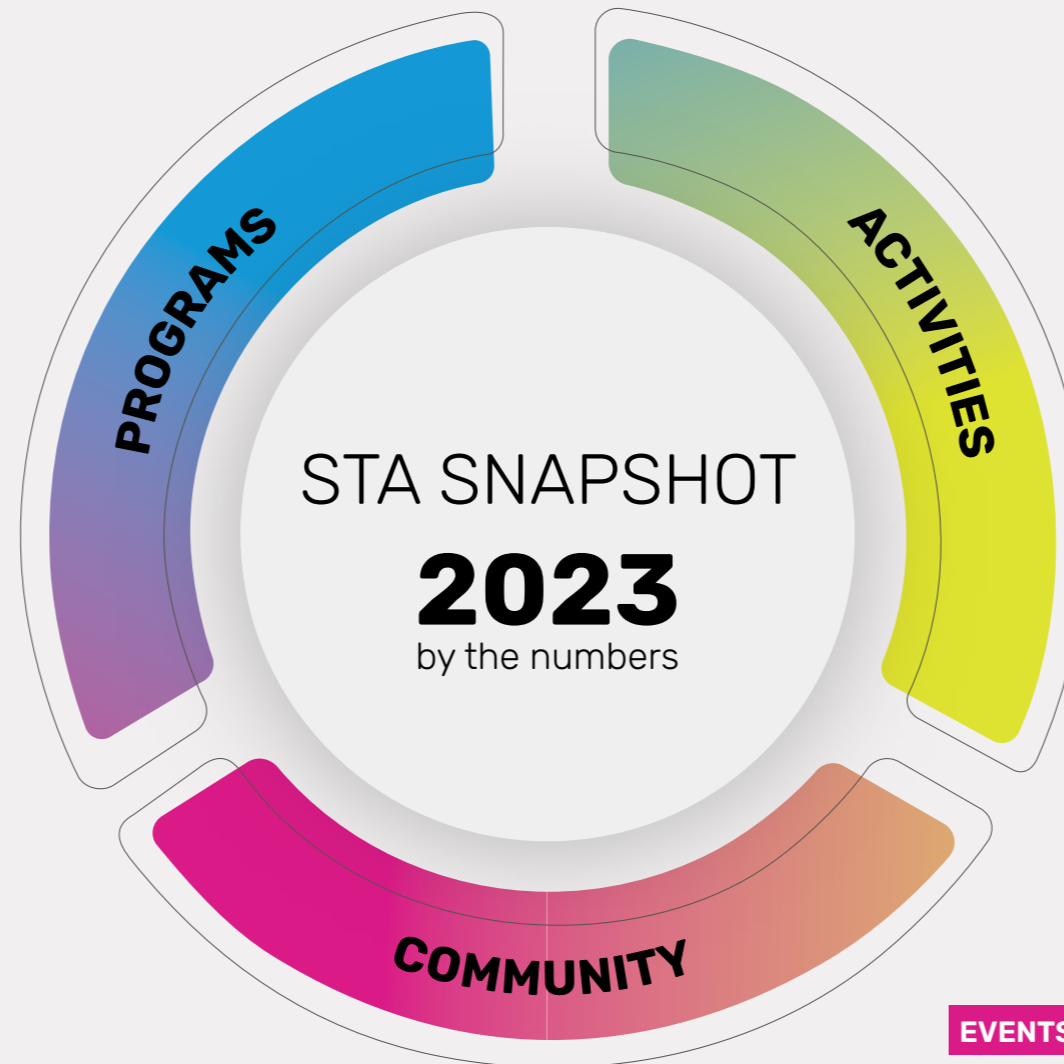 PROGRAMS
ACTIVITIES
STA SNAPSHOT
2023
by the numbers
COMMUNITY
EVENTS